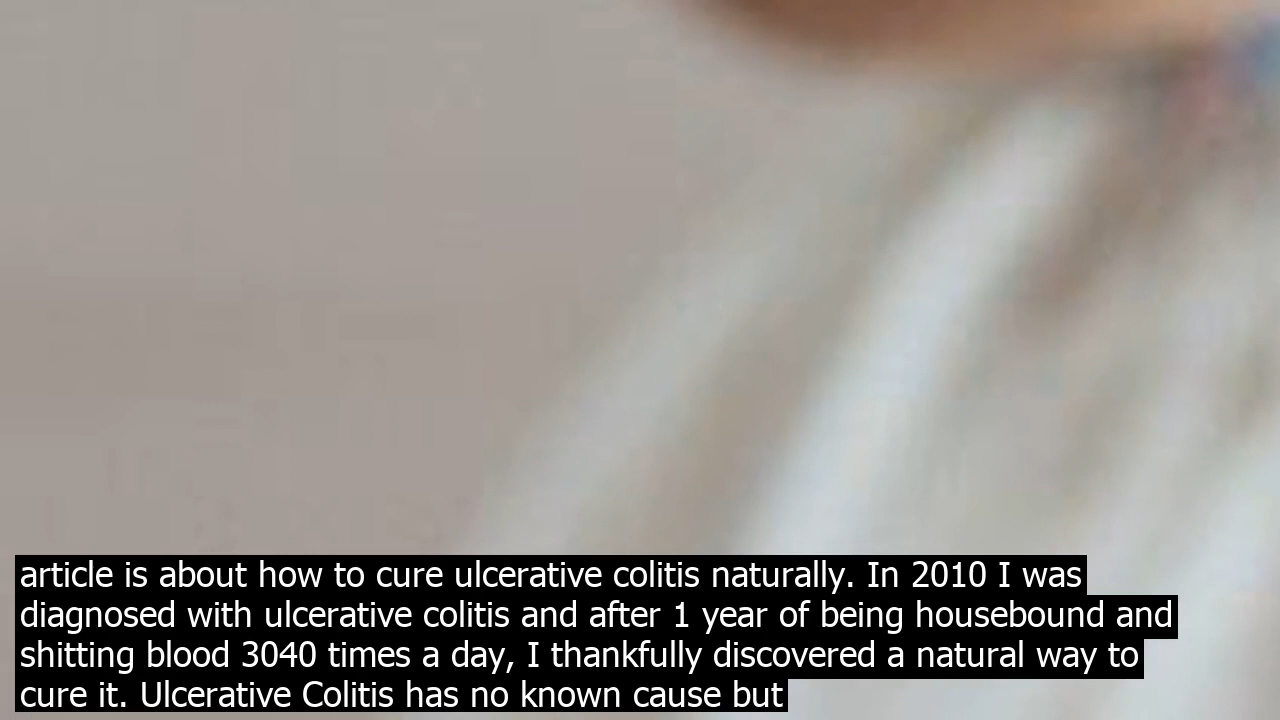 article is about how to cure ulcerative colitis naturally. In 2010 I was
diagnosed with ulcerative colitis and after 1 year of being housebound and
shitting blood 3040 times a day, I thankfully discovered a natural way to
cure it. Ulcerative Colitis has no known cause but